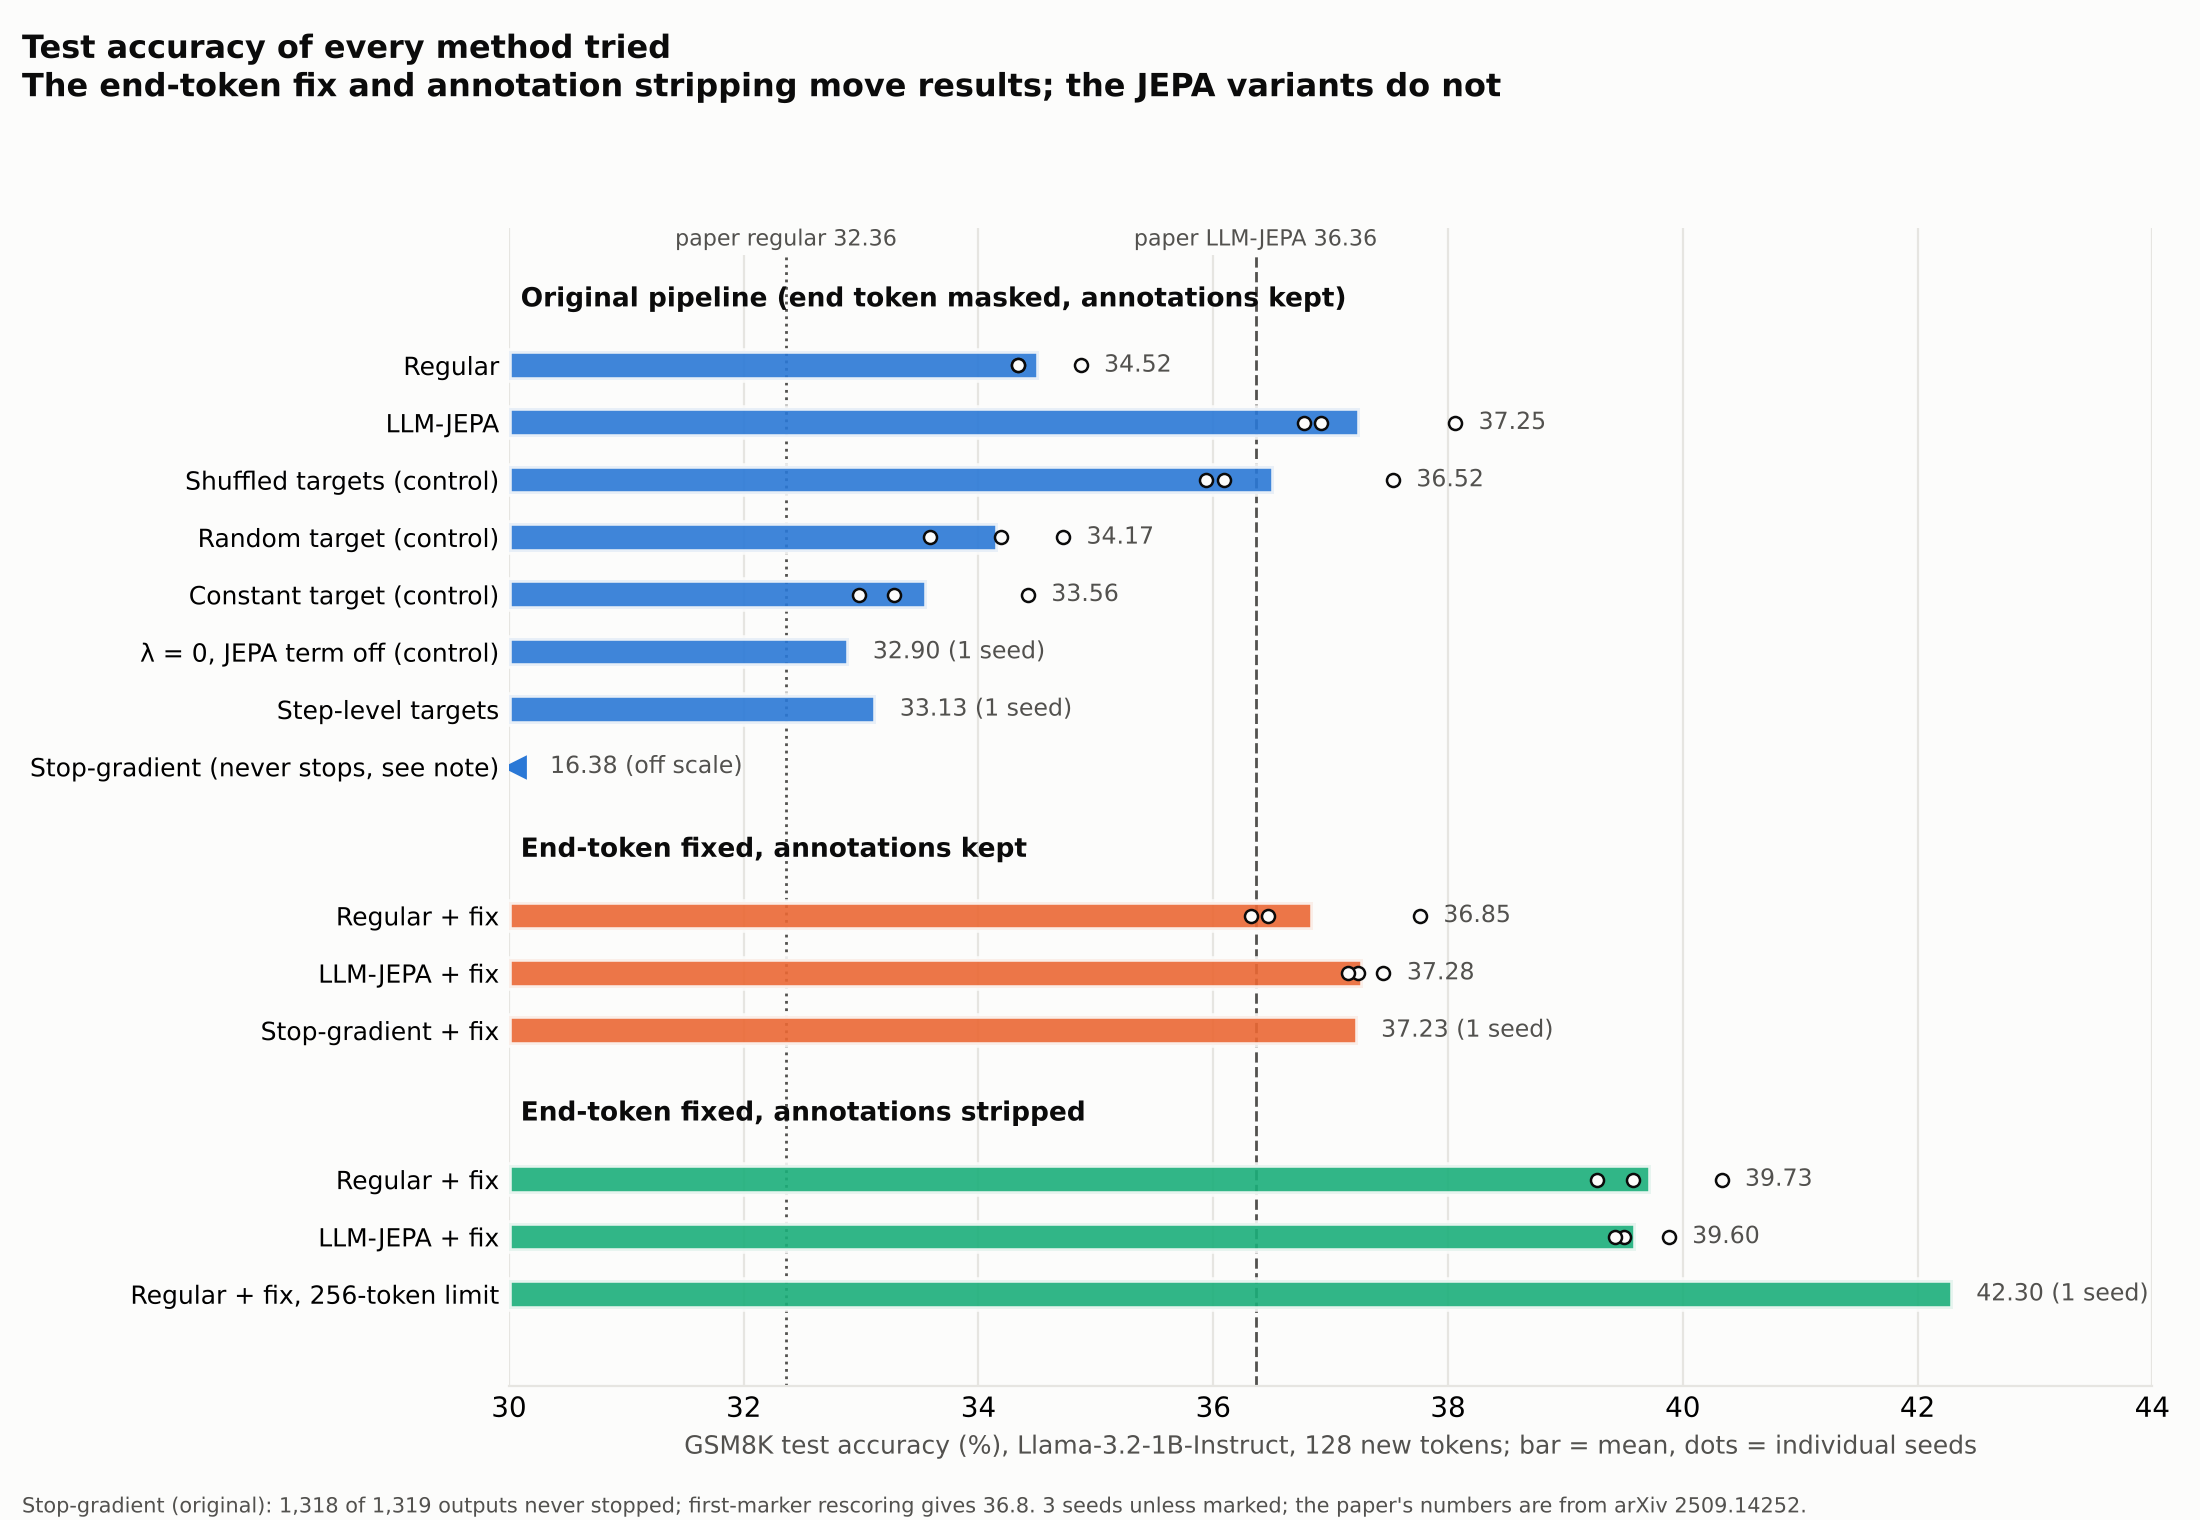 Test accuracy of every method tried
The end-token fix and annotation stripping move results; the JEPA variants do not
paper regular 32.36
paper LLM-JEPA 36.36
Original pipeline (end token masked, annotations kept)
Regular
34.52
LLM-JEPA
37.25
Shuffled targets (control)
36.52
Random target (control)
34.17
Constant target (control)
33.56
λ = 0, JEPA term off (control)
32.90 (1 seed)
Step-level targets
33.13 (1 seed)
Stop-gradient (never stops, see note)
16.38 (off scale)
End-token fixed, annotations kept
Regular + fix
36.85
LLM-JEPA + fix
37.28
Stop-gradient + fix
37.23 (1 seed)
End-token fixed, annotations stripped
Regular + fix
39.73
LLM-JEPA + fix
39.60
Regular + fix, 256-token limit
42.30 (1 seed)
30 32 34 36 38 40 42 44
GSM8K test accuracy (%), Llama-3.2-1B-Instruct, 128 new tokens; bar = mean, dots = individual seeds
Stop-gradient (original): 1,318 of 1,319 outputs never stopped; first-marker rescoring gives 36.8. 3 seeds unless marked; the paper's numbers are from arXiv 2509.14252.